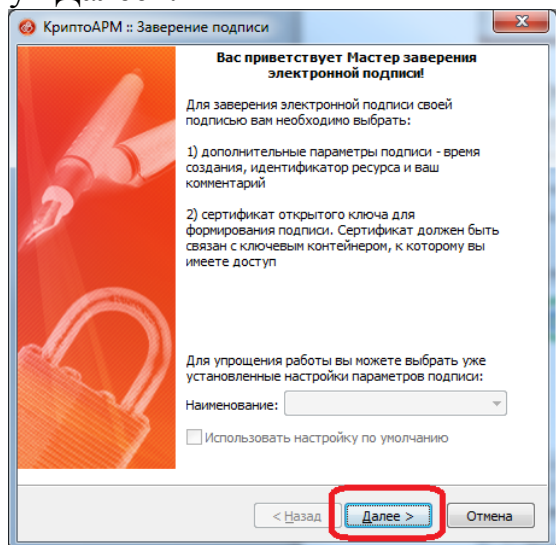 КриптоАРМ :: Заверение подписи
Вас приветствует Мастер заверения
электронной подписи!
Для заверения электронной подписи своей
подписью вам необходимо выбрать:
1) дополнительные параметры подписи - время
создания, идентификатор ресурса и ваш
комментарий
2) сертификат открытого ключа для
формирования подписи. Сертификат должен быть
связан с ключевым контейнером, к которому вы
имеете доступ
Для упрощения работы вы можете выбрать уже
установленные настройки параметров подписи:
Наименование:
Использовать настройку по умолчанию
< Назад Далее > Отмена